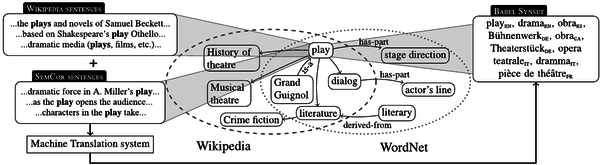 WIKIPEDIA SENTENCES
...the plays and novels of Samuel Beckett...
...based on Shakespeare's play Othello...
...dramatic media (plays, films, etc.)...
+
SEMCOR SENTENCES
...dramatic force in A. Miller's play...
...as the play opens the audience...
...characters in the play take...
Machine Translation system
History of
theatre
Musical
theatre
Crime fiction
play
is-a
Grand
Guignol
literature
dialog
has-part
stage direction
has-part
actor's line
literary
derived-from
Wikipedia
WordNet
BABEL SYNSET
playEN, dramaEN, obraES,
BühnenwerkDE, obraCA,
TheaterstückDE, opera
teatraleIT, drammaIT,
pièce de théâtreFR